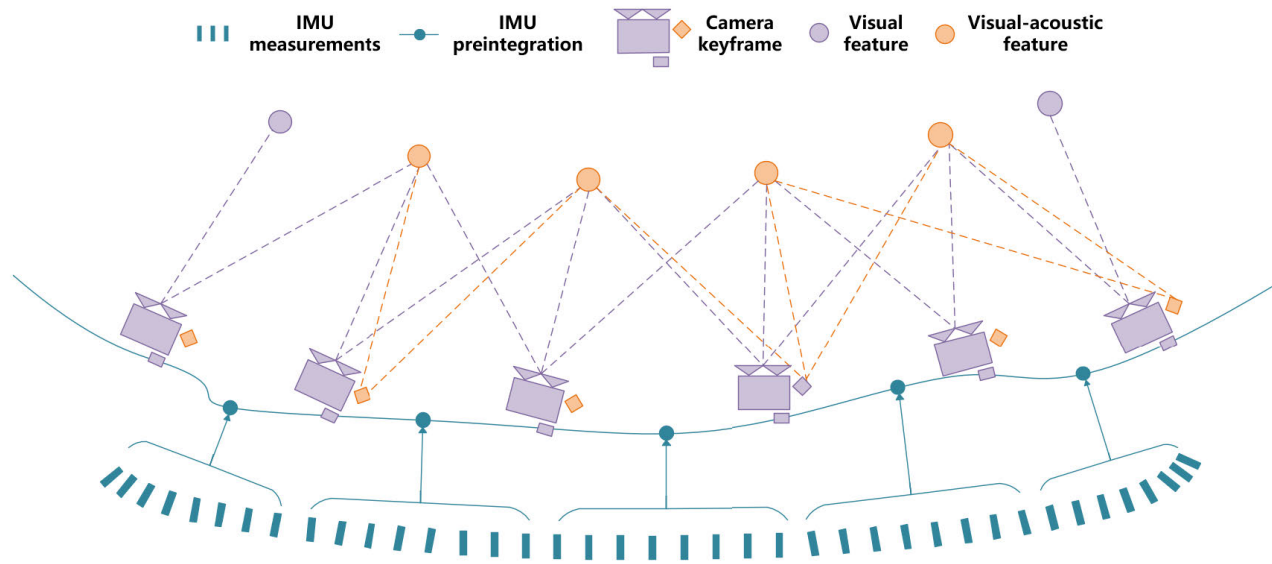 IMU
measurements
IMU
preintegration
Camera
keyframe
Visual
feature
Visual-acoustic
feature